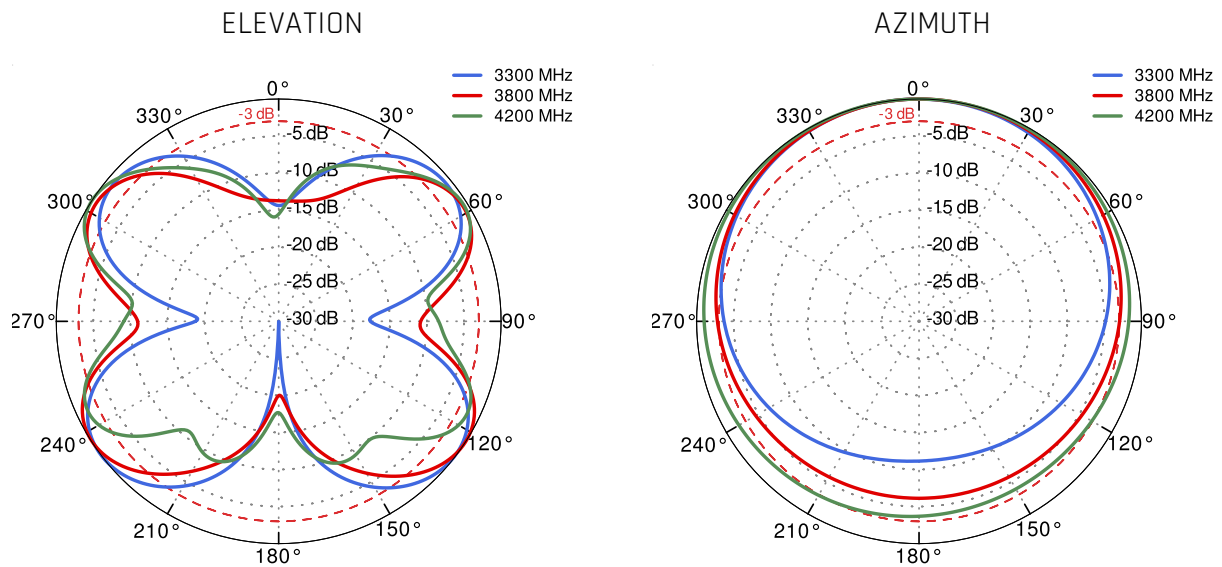 ELEVATION
AZIMUTH
3300 MHz
3800 MHz
4200 MHz
0°
330°
30°
-3 dB
-5 dB
-10 dB
300°
60°
-15 dB
-20 dB
-25 dB
270°
-30 dB
90°
240°
120°
210°
150°
180°
3300 MHz
3800 MHz
4200 MHz
0°
330°
30°
-3 dB
-5 dB
-10 dB
300°
60°
-15 dB
-20 dB
-25 dB
270°
-30 dB
90°
240°
120°
210°
150°
180°